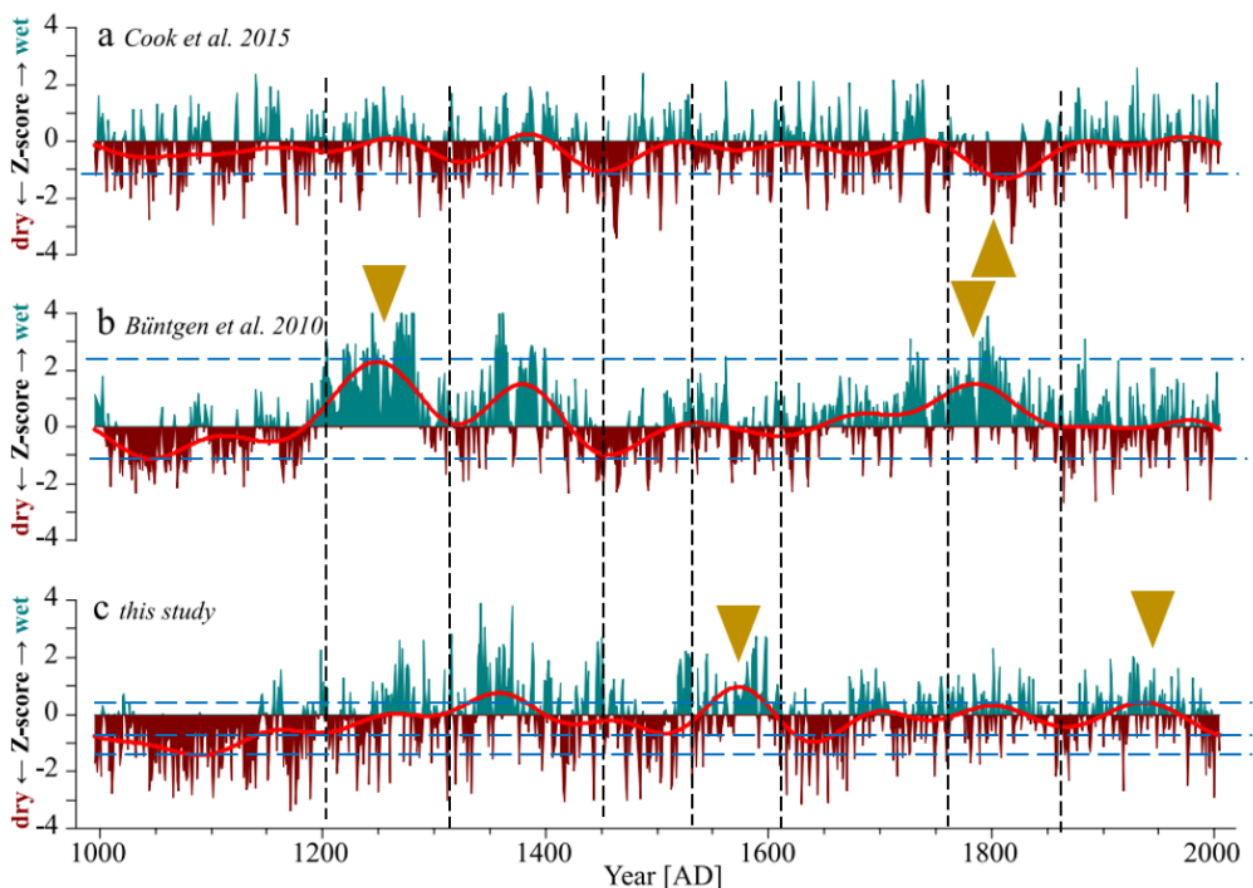 a Cook et al. 2015
4
2
0
-2
-4
dry ← Z-score → wet
b Büntgen et al. 2010
4
2
0
-2
-4
dry ← Z-score → wet
c this study
4
2
0
-2
-4
dry ← Z-score → wet
1000 1200 1400 1600 1800 2000
Year [AD]